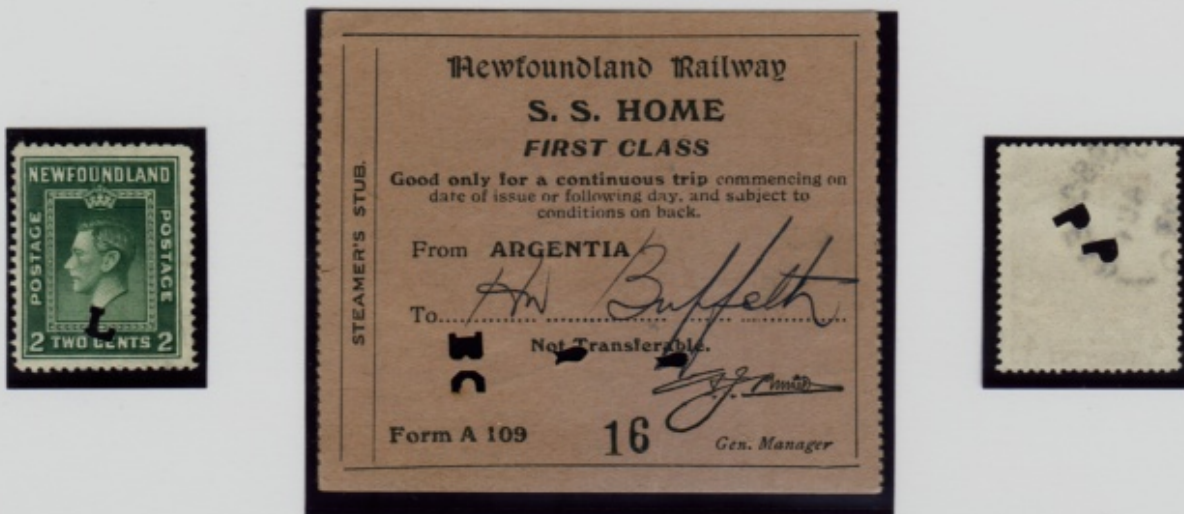 NEWFOUNDLAND
POSTAGE
POSTAGE
L
2 TWO CENTS 2
Newfoundland Railway
S. S. HOME
FIRST CLASS
Good only for a continuous trip commencing on
date of issue or following day, and subject to
conditions on back.
From ARGENTIA
To
Not Transferable.
Form A 109
16
Gen. Manager
STEAMER'S STUB.
B
C
P
P